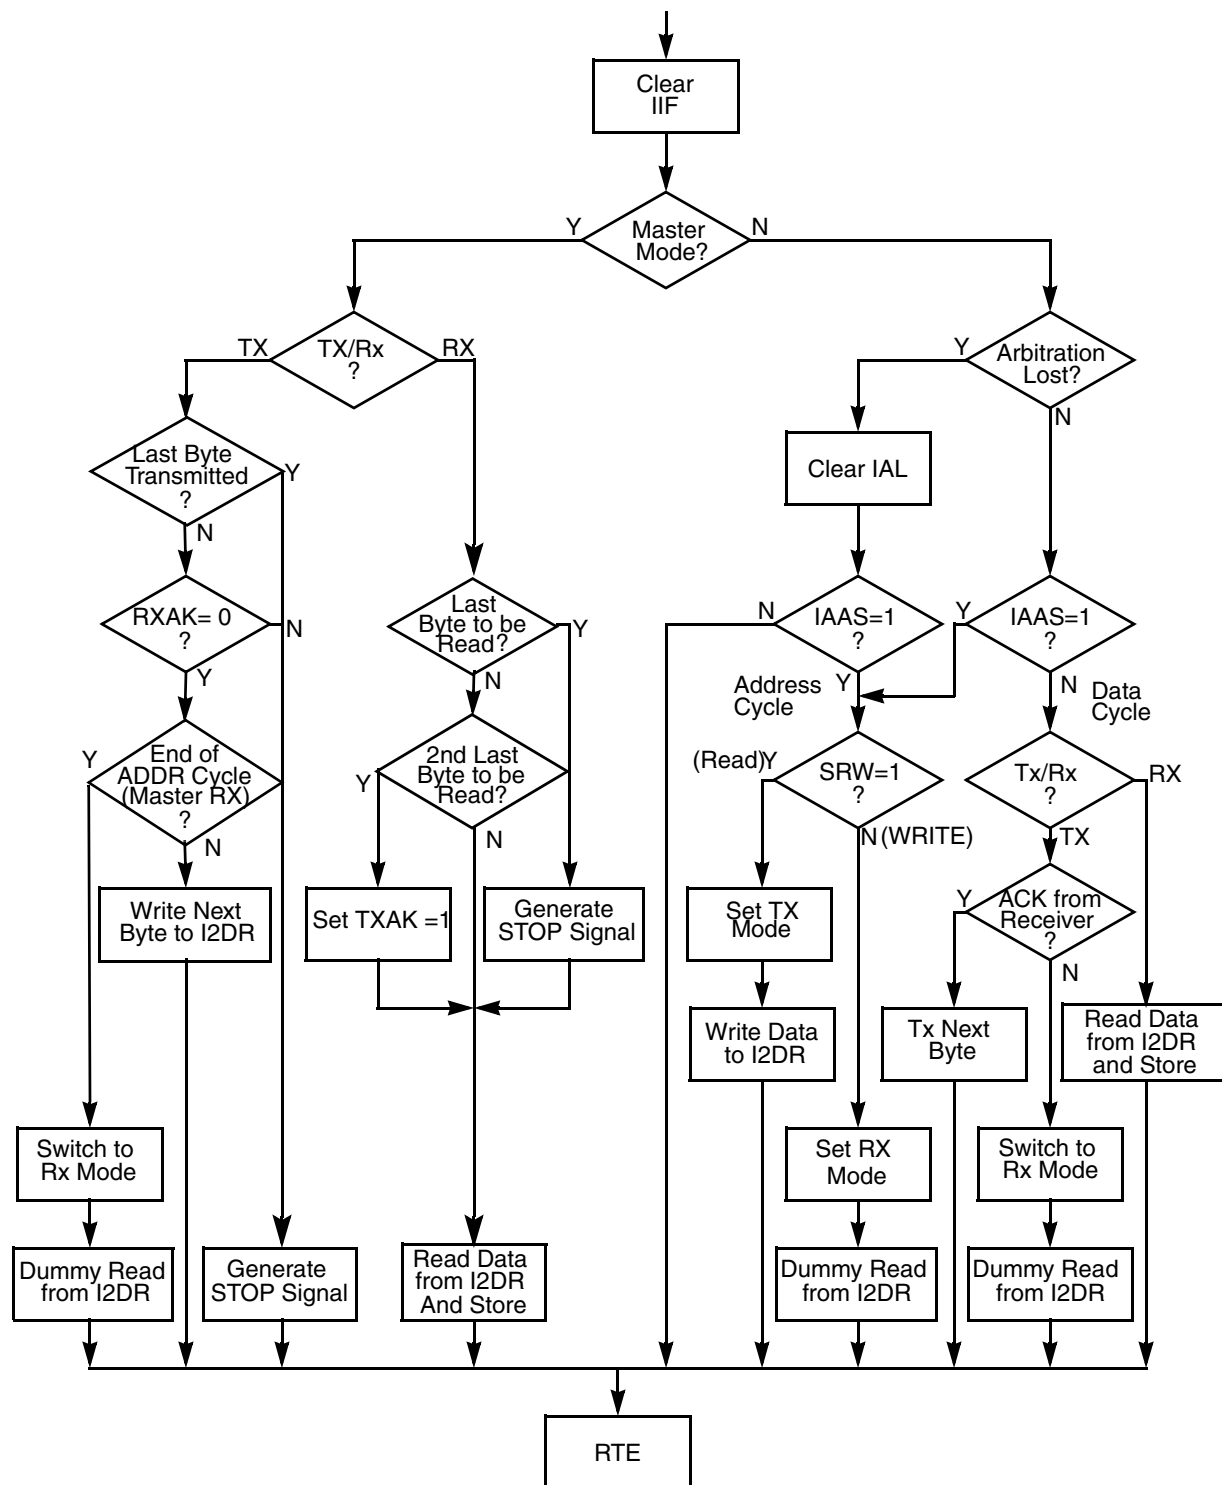 Clear
IIF
Master
Mode?
Y
N
TX/Rx
?
TX
RX
Arbitration
Lost?
Y
N
Last Byte
Transmitted
?
Y
N
Clear IAL
RXAK= 0
?
N
Y
Last
Byte to be
Read?
Y
N
IAAS=1
?
N
Y
IAAS=1
?
Y
N
Address
Cycle
Data
Cycle
End of
ADDR Cycle
(Master RX)
?
Y
N
2nd Last
Byte to be
Read?
Y
N
(Read)Y
SRW=1
?
N(WRITE)
Tx/Rx
?
RX
TX
Write Next
Byte to I2DR
Set TXAK =1
Generate
STOP Signal
Set TX
Mode
ACK from
Receiver
?
Y
N
Write Data
to I2DR
Tx Next
Byte
Read Data
from I2DR
and Store
Switch to
Rx Mode
Set RX
Mode
Switch to
Rx Mode
Dummy Read
from I2DR
Generate
STOP Signal
Read Data
from I2DR
And Store
Dummy Read
from I2DR
Dummy Read
from I2DR
RTE